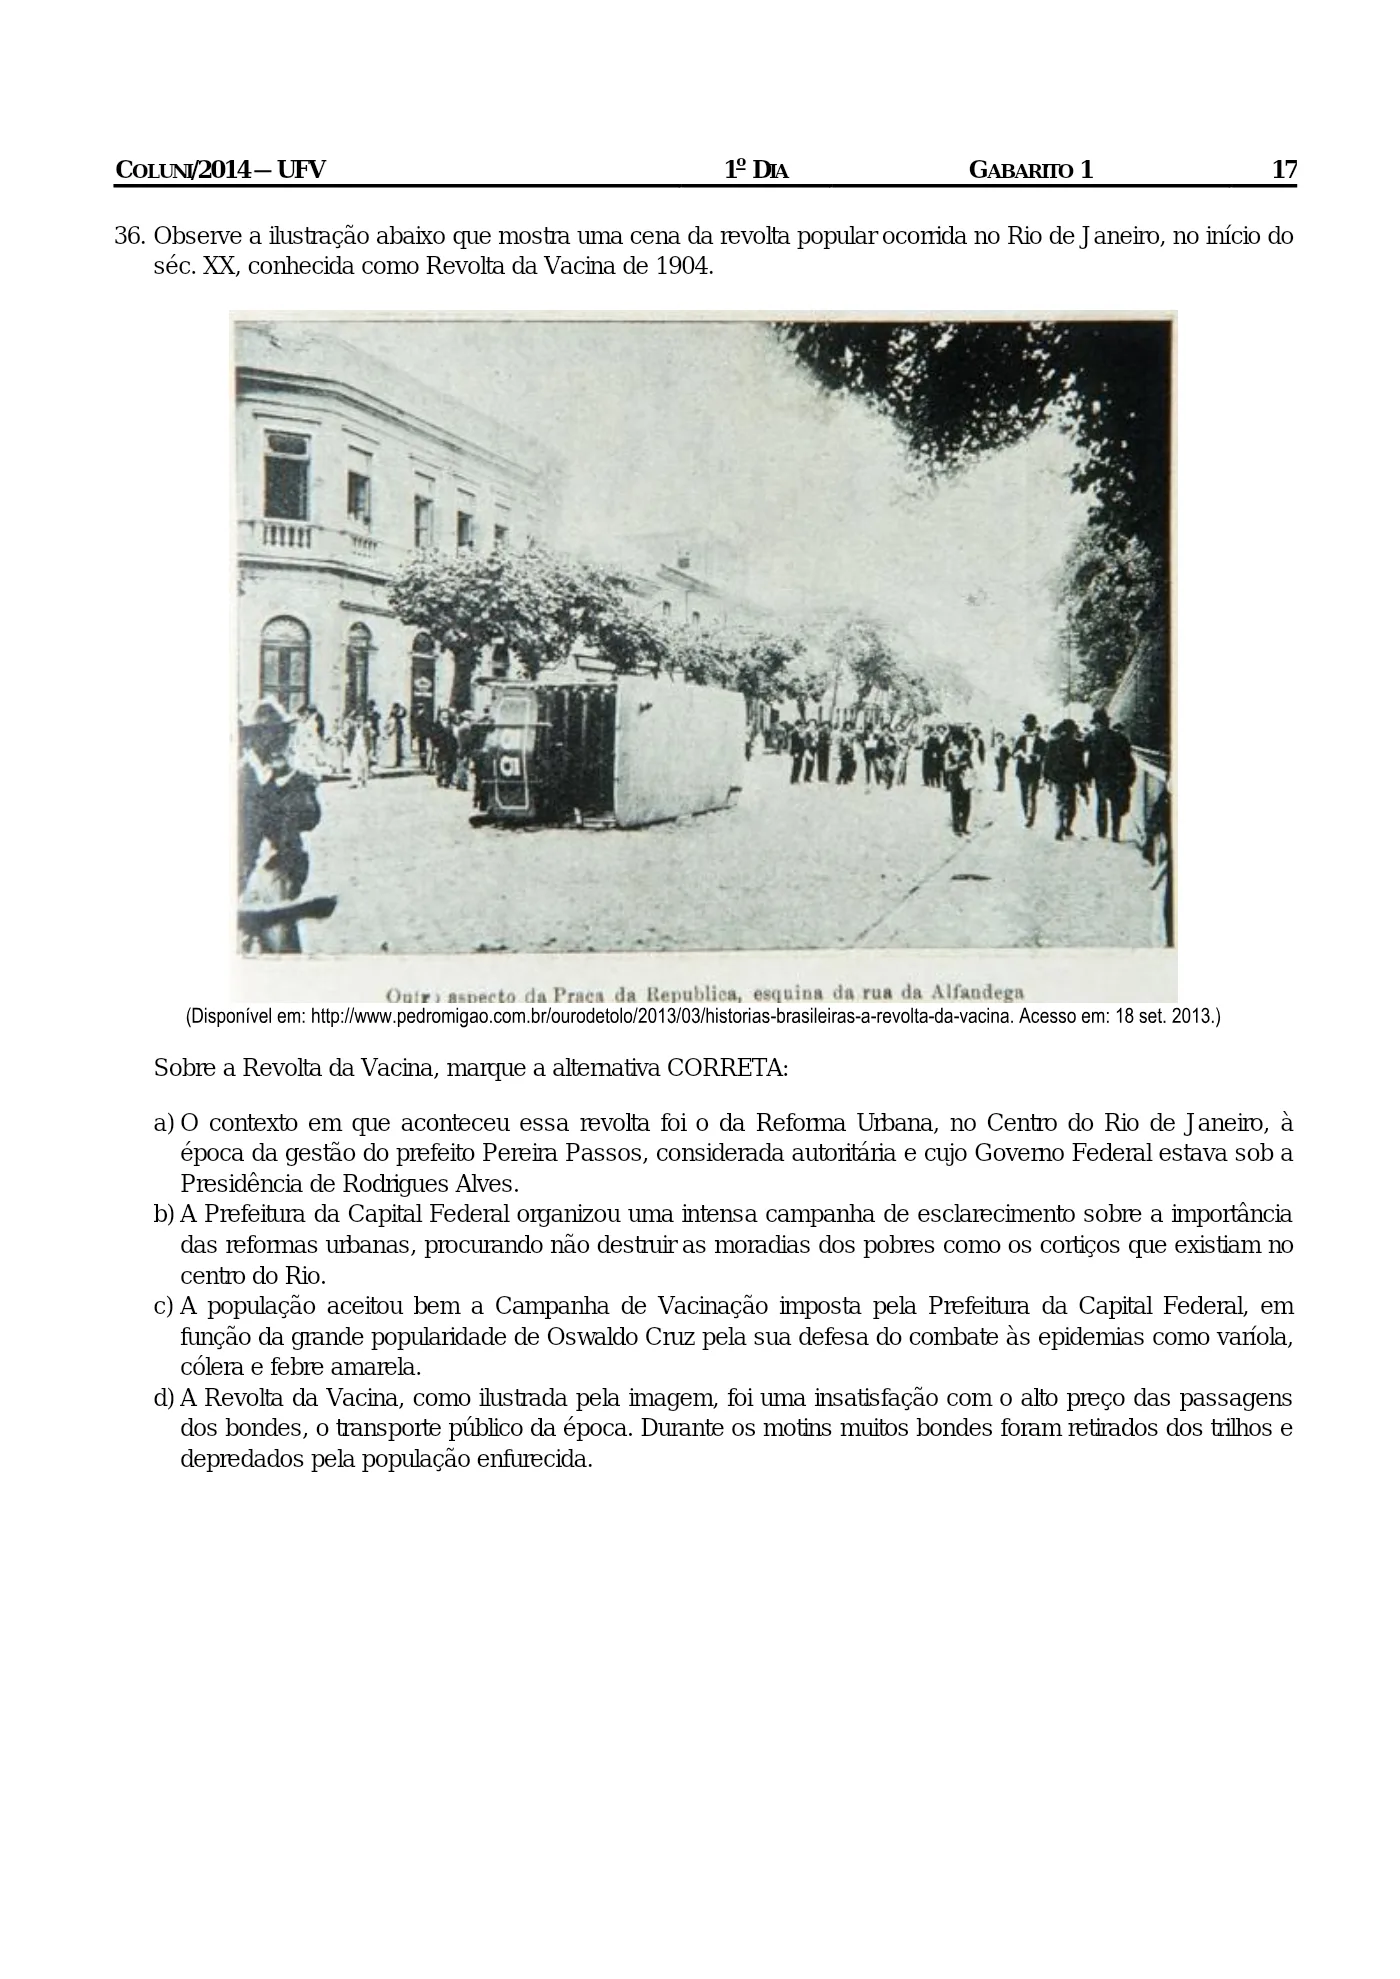 COLUNI/2014 — UFV 1º DIA GABARITO 1 17
36. Observe a ilustração abaixo que mostra uma cena da revolta popular ocorrida no Rio de Janeiro, no início do
séc. XX, conhecida como Revolta da Vacina de 1904.
55
Outro aspecto da Praça da Republica, esquina da rua da Alfandega
(Disponível em: http://www.pedromigao.com.br/ourodetolo/2013/03/historias-brasileiras-a-revolta-da-vacina. Acesso em: 18 set. 2013.)
Sobre a Revolta da Vacina, marque a alternativa CORRETA:
a) O contexto em que aconteceu essa revolta foi o da Reforma Urbana, no Centro do Rio de Janeiro, à
época da gestão do prefeito Pereira Passos, considerada autoritária e cujo Governo Federal estava sob a
Presidência de Rodrigues Alves.
b) A Prefeitura da Capital Federal organizou uma intensa campanha de esclarecimento sobre a importância
das reformas urbanas, procurando não destruir as moradias dos pobres como os cortiços que existiam no
centro do Rio.
c) A população aceitou bem a Campanha de Vacinação imposta pela Prefeitura da Capital Federal, em
função da grande popularidade de Oswaldo Cruz pela sua defesa do combate às epidemias como varíola,
cólera e febre amarela.
d) A Revolta da Vacina, como ilustrada pela imagem, foi uma insatisfação com o alto preço das passagens
dos bondes, o transporte público da época. Durante os motins muitos bondes foram retirados dos trilhos e
depredados pela população enfurecida.